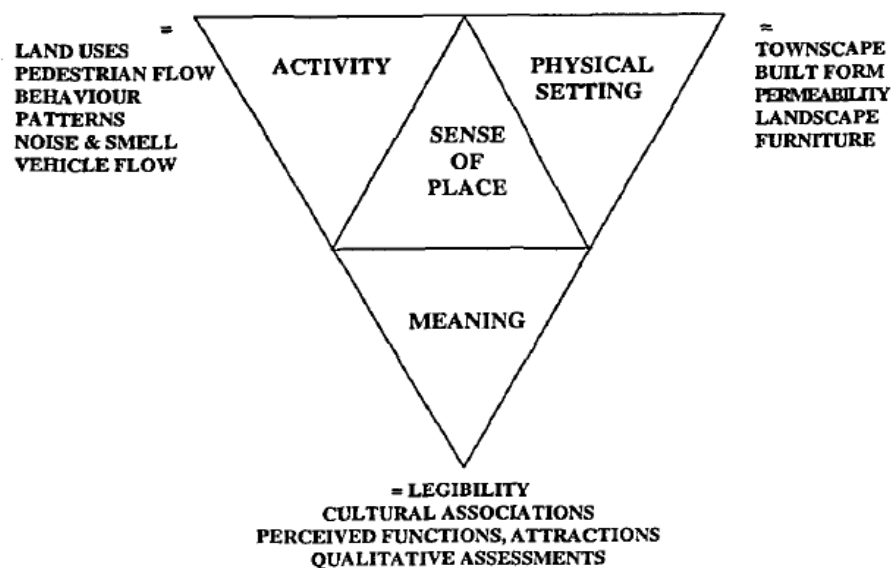 =
LAND USES
PEDESTRIAN FLOW
BEHAVIOUR
PATTERNS
NOISE & SMELL
VEHICLE FLOW
ACTIVITY
PHYSICAL
SETTING
=
TOWNSCAPE
BUILT FORM
PERMEABILITY
LANDSCAPE
FURNITURE
SENSE
OF
PLACE
MEANING
= LEGIBILITY
CULTURAL ASSOCIATIONS
PERCEIVED FUNCTIONS, ATTRACTIONS
QUALITATIVE ASSESSMENTS